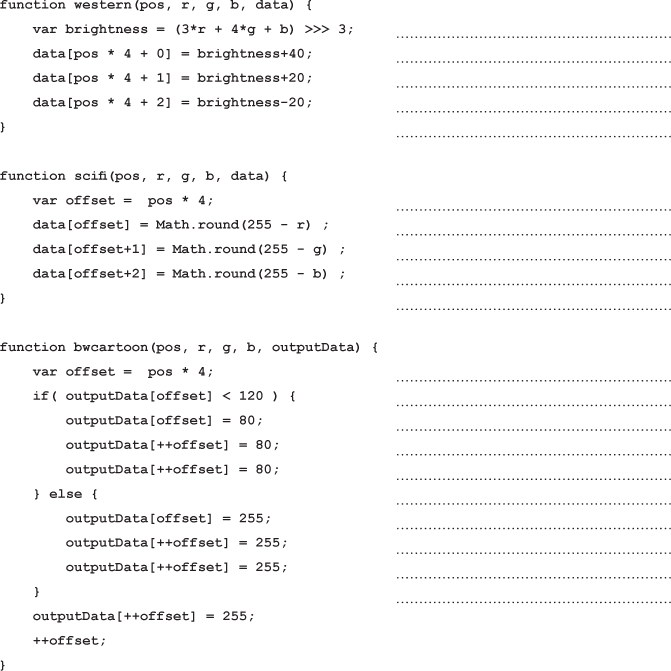 function western(pos, r, g, b, data) {
    var brightness = (3*r + 4*g + b) >>> 3;
    data[pos * 4 + 0] = brightness+40;
    data[pos * 4 + 1] = brightness+20;
    data[pos * 4 + 2] = brightness-20;
}
function scifi(pos, r, g, b, data) {
    var offset =  pos * 4;
    data[offset] = Math.round(255 - r) ;
    data[offset+1] = Math.round(255 - g) ;
    data[offset+2] = Math.round(255 - b) ;
}
function bwcartoon(pos, r, g, b, outputData) {
    var offset =  pos * 4;
    if( outputData[offset] < 120 ) {
        outputData[offset] = 80;
        outputData[++offset] = 80;
        outputData[++offset] = 80;
    } else {
        outputData[offset] = 255;
        outputData[++offset] = 255;
        outputData[++offset] = 255;
    }
    outputData[++offset] = 255;
    ++offset;
}